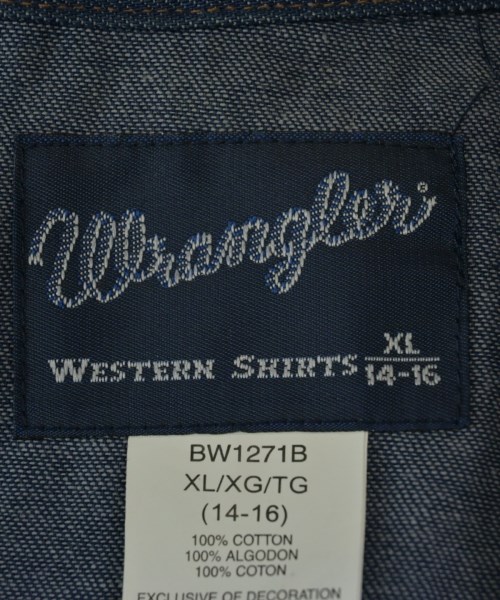 Wrangler®
WESTERN SHIRTS XL
14-16
BW1271B
XL/XG/TG
(14-16)
100% COTTON
100% ALGODON
100% COTON
EXCLUSIVE OF DECORATION